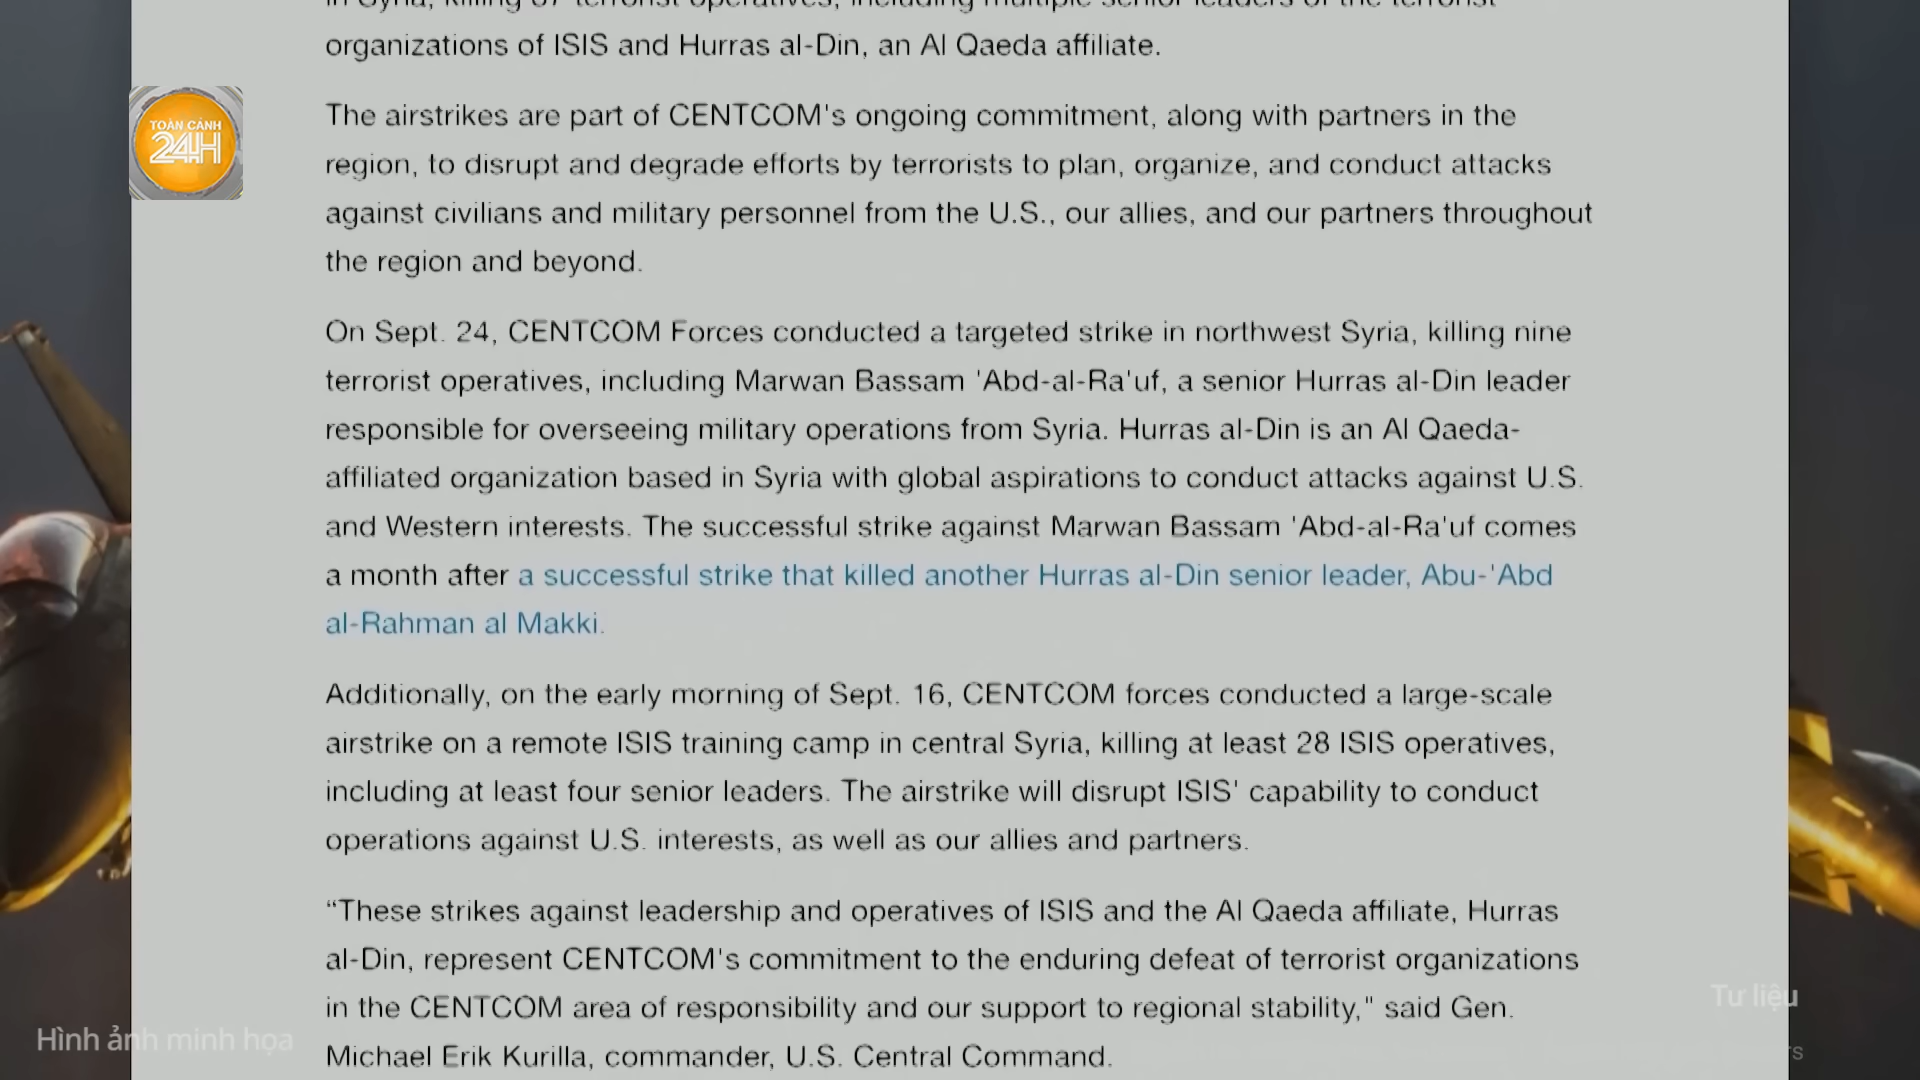 in Syria, killing 37 terrorist operatives, including multiple senior leaders of the terrorist
organizations of ISIS and Hurras al-Din, an Al Qaeda affiliate.
TOÀN CẢNH
24H
The airstrikes are part of CENTCOM's ongoing commitment, along with partners in the
region, to disrupt and degrade efforts by terrorists to plan, organize, and conduct attacks
against civilians and military personnel from the U.S., our allies, and our partners throughout
the region and beyond.
On Sept. 24, CENTCOM Forces conducted a targeted strike in northwest Syria, killing nine
terrorist operatives, including Marwan Bassam 'Abd-al-Ra'uf, a senior Hurras al-Din leader
responsible for overseeing military operations from Syria. Hurras al-Din is an Al Qaeda-
affiliated organization based in Syria with global aspirations to conduct attacks against U.S.
and Western interests. The successful strike against Marwan Bassam 'Abd-al-Ra'uf comes
a month after a successful strike that killed another Hurras al-Din senior leader, Abu-'Abd
al-Rahman al Makki.
Additionally, on the early morning of Sept. 16, CENTCOM forces conducted a large-scale
airstrike on a remote ISIS training camp in central Syria, killing at least 28 ISIS operatives,
including at least four senior leaders. The airstrike will disrupt ISIS' capability to conduct
operations against U.S. interests, as well as our allies and partners.
“These strikes against leadership and operatives of ISIS and the Al Qaeda affiliate, Hurras
al-Din, represent CENTCOM's commitment to the enduring defeat of terrorist organizations
in the CENTCOM area of responsibility and our support to regional stability," said Gen.
Michael Erik Kurilla, commander, U.S. Central Command.
Tư liệu
Hình ảnh minh họa